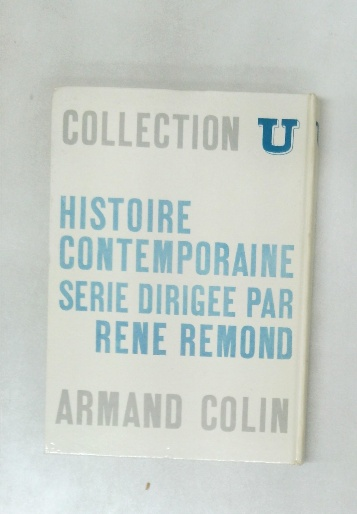 COLLECTION U
HISTOIRE
CONTEMPORAINE
SERIE DIRIGEE PAR
RENE REMOND
ARMAND COLIN